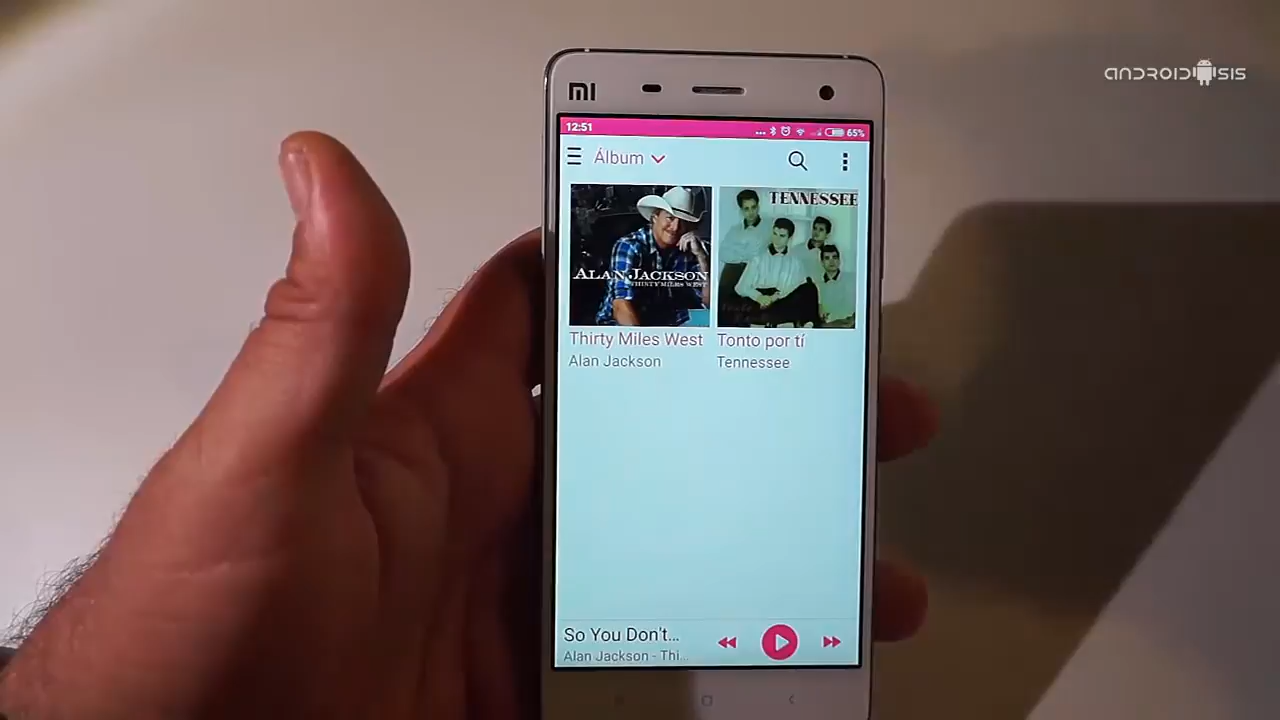 ANDROIDSIS
MI
12:51
65%
Álbum
ALAN JACKSON
THIRTY MILES WEST
TENNESSEE
Thirty Miles West
Alan Jackson
Tonto por tí
Tennessee
So You Don't...
Alan Jackson - Thi...